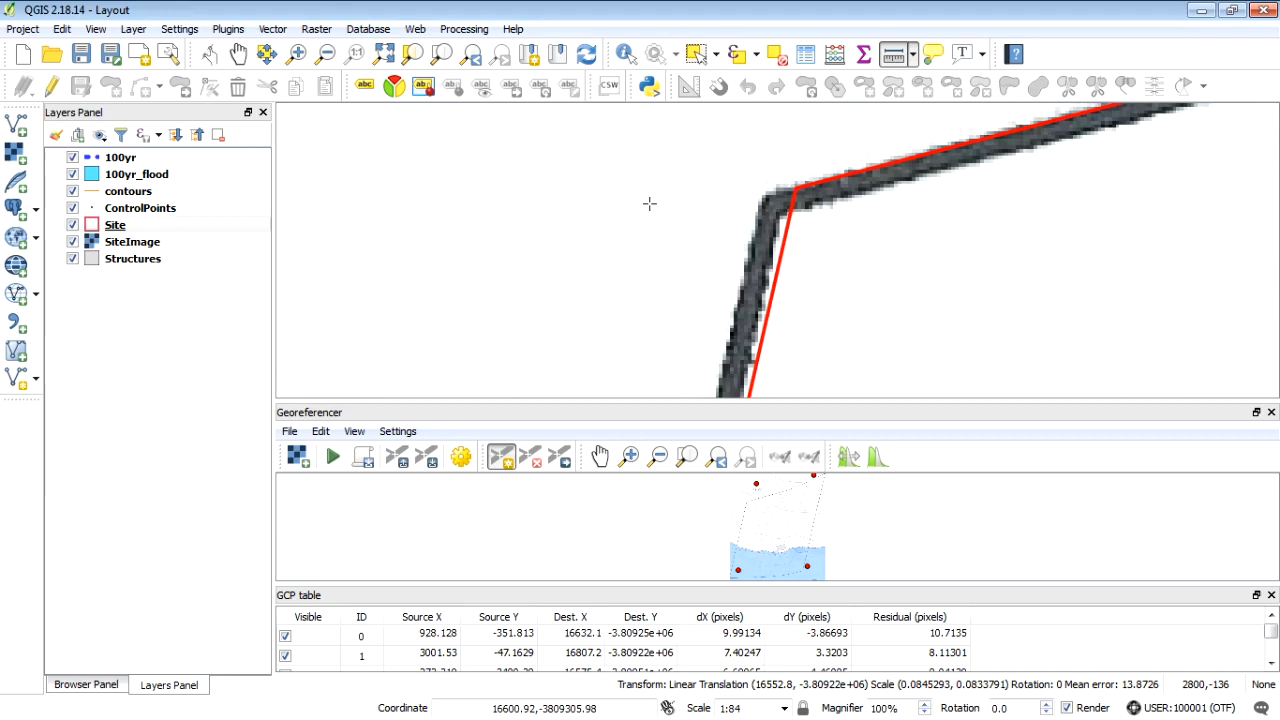 QGIS 2.18.14 - Layout
Project Edit View Layer Settings Plugins Vector Raster Database Web Processing Help
abc abc CSW
Layers Panel
100yr
100yr_flood
contours
ControlPoints
Site
SiteImage
Structures
Georeferencer
File Edit View Settings
GCP table
Visible ID Source X Source Y Dest. X Dest. Y dX (pixels) dY (pixels) Residual (pixels)
0 928.128 -351.813 16632.1 -3.80925e+06 9.99134 -3.86693 10.7135
1 3001.53 -47.1629 16807.2 -3.80922e+06 7.40247 3.3203 8.11301
Browser Panel Layers Panel
Transform: Linear Translation (16552.8, -3.80922e+06) Scale (0.0845293, 0.0833791) Rotation: 0 Mean error: 13.8726 2800,-136 None
Coordinate 16600.92,-3809305.98 Scale 1:84 Magnifier 100% Rotation 0.0 Render USER:100001 (OTF)